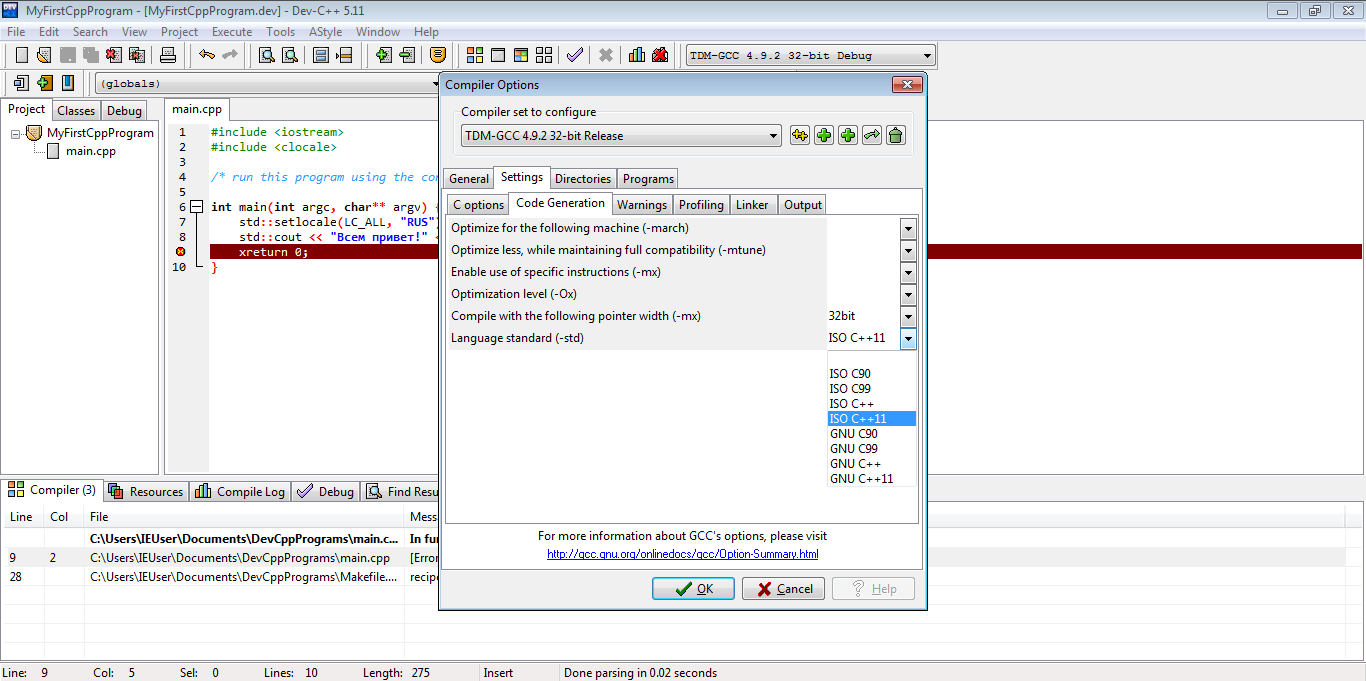 MyFirstCppProgram - [MyFirstCppProgram.dev] - Dev-C++ 5.11
File Edit Search View Project Execute Tools AStyle Window Help
TDM-GCC 4.9.2 32-bit Debug
(globals)
Project Classes Debug
MyFirstCppProgram
main.cpp
main.cpp
1 #include <iostream>
2 #include <clocale>
3
4 /* run this program using the con
5
6 int main(int argc, char** argv) {
7 std::setlocale(LC_ALL, "RUS")
8 std::cout << "Всем привет!" <
xreturn 0;
10 }
Compiler Options
Compiler set to configure
TDM-GCC 4.9.2 32-bit Release
General Settings Directories Programs
C options Code Generation Warnings Profiling Linker Output
Optimize for the following machine (-march)
Optimize less, while maintaining full compatibility (-mtune)
Enable use of specific instructions (-mx)
Optimization level (-Ox)
Compile with the following pointer width (-mx) 32bit
Language standard (-std) ISO C++11
ISO C90
ISO C99
ISO C++
ISO C++11
GNU C90
GNU C99
GNU C++
GNU C++11
For more information about GCC's options, please visit
http://gcc.gnu.org/onlinedocs/gcc/Option-Summary.html
OK Cancel Help
Compiler (3) Resources Compile Log Debug Find Resu
Line Col File Mess
C:\Users\IEUser\Documents\DevCppPrograms\main.c... In fun
9 2 C:\Users\IEUser\Documents\DevCppPrograms\main.cpp [Error
28 C:\Users\IEUser\Documents\DevCppPrograms\Makefile.... recipe
Line: 9 Col: 5 Sel: 0 Lines: 10 Length: 275 Insert Done parsing in 0.02 seconds